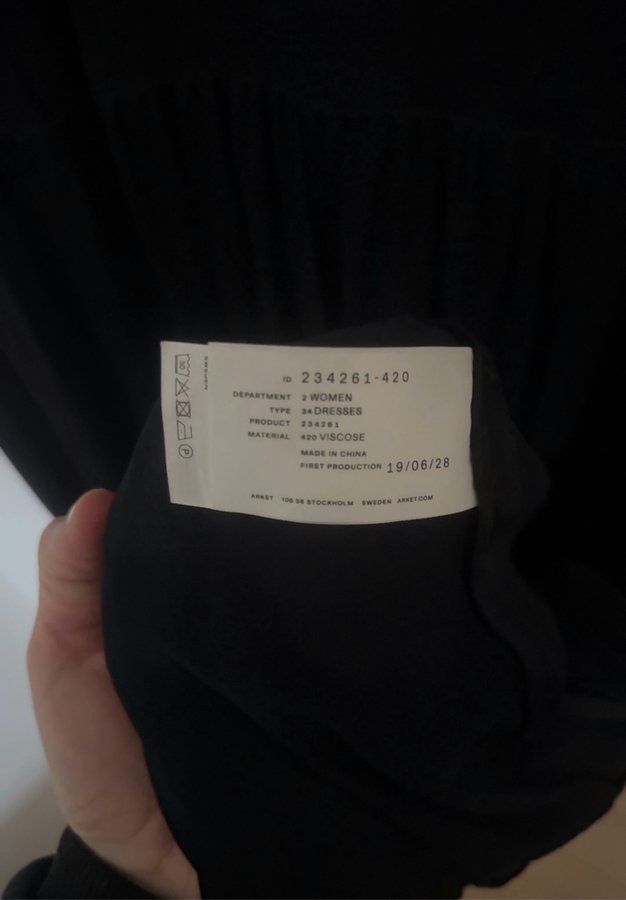 ID 234261-420
DEPARTMENT 2 WOMEN
TYPE 34 DRESSES
PRODUCT 234261
MATERIAL 420 VISCOSE
MADE IN CHINA
FIRST PRODUCTION 19/06/28
ARKET 106 38 STOCKHOLM SWEDEN ARKET.COM
30
P